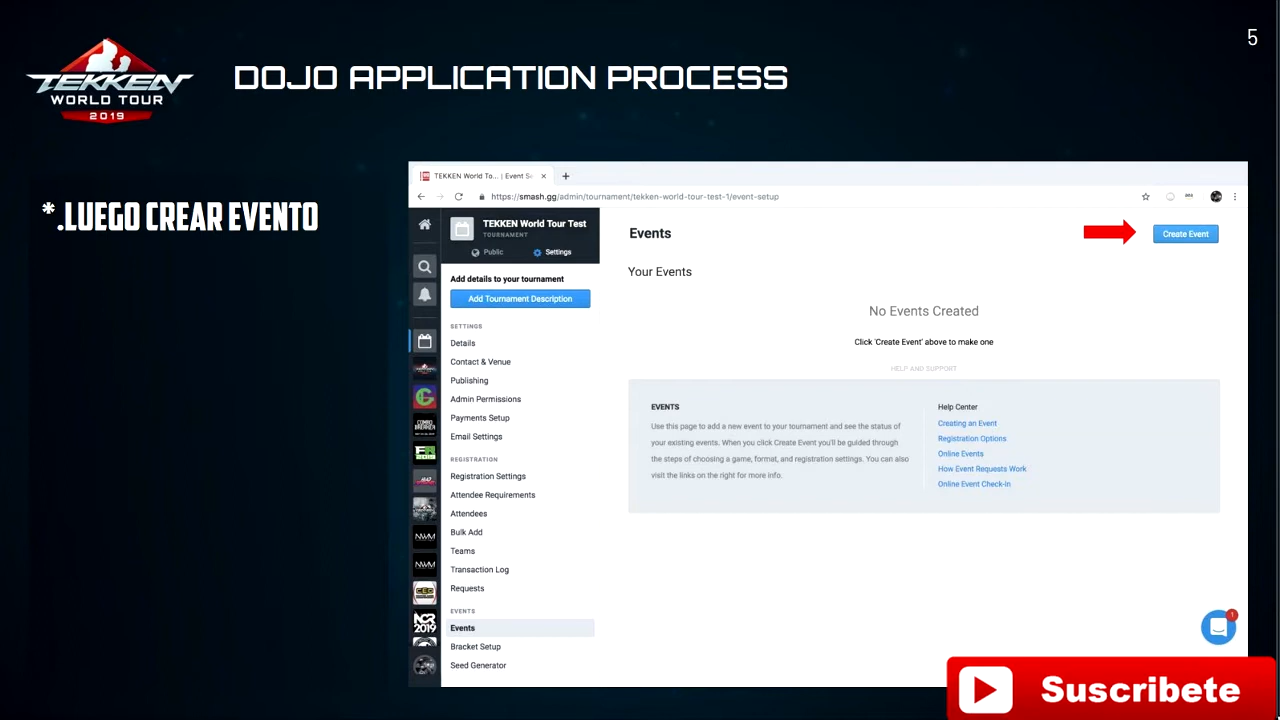 5
TEKKEN
WORLD TOUR
2019
DOJO APPLICATION PROCESS
*.LUEGO CREAR EVENTO
TEKKEN World To... | Event Se
https://smash.gg/admin/tournament/tekken-world-tour-test-1/event-setup
TEKKEN World Tour Test
TOURNAMENT
Public Settings
Add details to your tournament
Add Tournament Description
SETTINGS
Details
Contact & Venue
Publishing
Admin Permissions
Payments Setup
Email Settings
REGISTRATION
Registration Settings
Attendee Requirements
Attendees
Bulk Add
Teams
Transaction Log
Requests
EVENTS
Events
Bracket Setup
Seed Generator
COMBO
BREAKER
NWM
NWM
CEO
NCR
2019
Events
Create Event
Your Events
No Events Created
Click 'Create Event' above to make one
HELP AND SUPPORT
EVENTS
Use this page to add a new event to your tournament and see the status of
your existing events. When you click Create Event you'll be guided through
the steps of choosing a game, format, and registration settings. You can also
visit the links on the right for more info.
Help Center
Creating an Event
Registration Options
Online Events
How Event Requests Work
Online Event Check-In
1
Suscribete